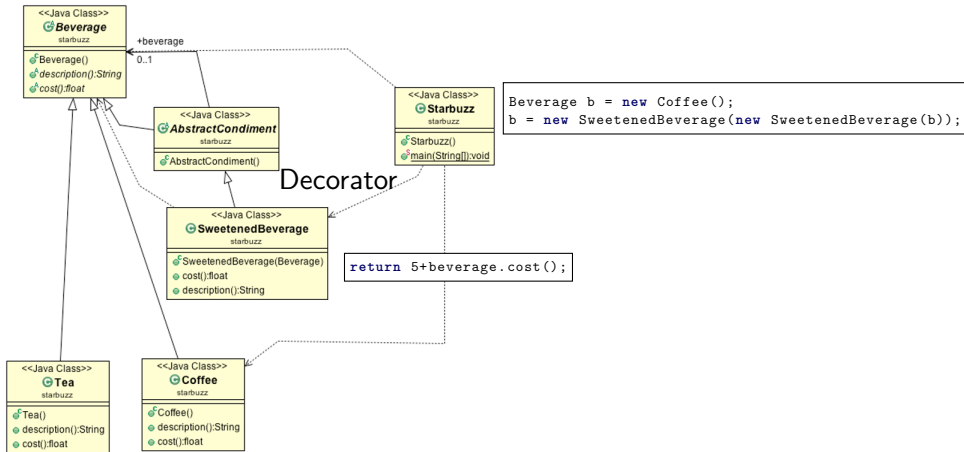 <<Java Class>>
Beverage
starbuzz
Beverage()
description():String
cost():float
+beverage
0..1
<<Java Class>>
AbstractCondiment
starbuzz
AbstractCondiment()
<<Java Class>>
Starbuzz
starbuzz
Starbuzz()
main(String[]):void
Beverage b = new Coffee();
b = new SweetenedBeverage(new SweetenedBeverage(b));
Decorator
<<Java Class>>
SweetenedBeverage
starbuzz
SweetenedBeverage(Beverage)
cost():float
description():String
return 5+beverage.cost();
<<Java Class>>
Tea
starbuzz
Tea()
description():String
cost():float
<<Java Class>>
Coffee
starbuzz
Coffee()
description():String
cost():float